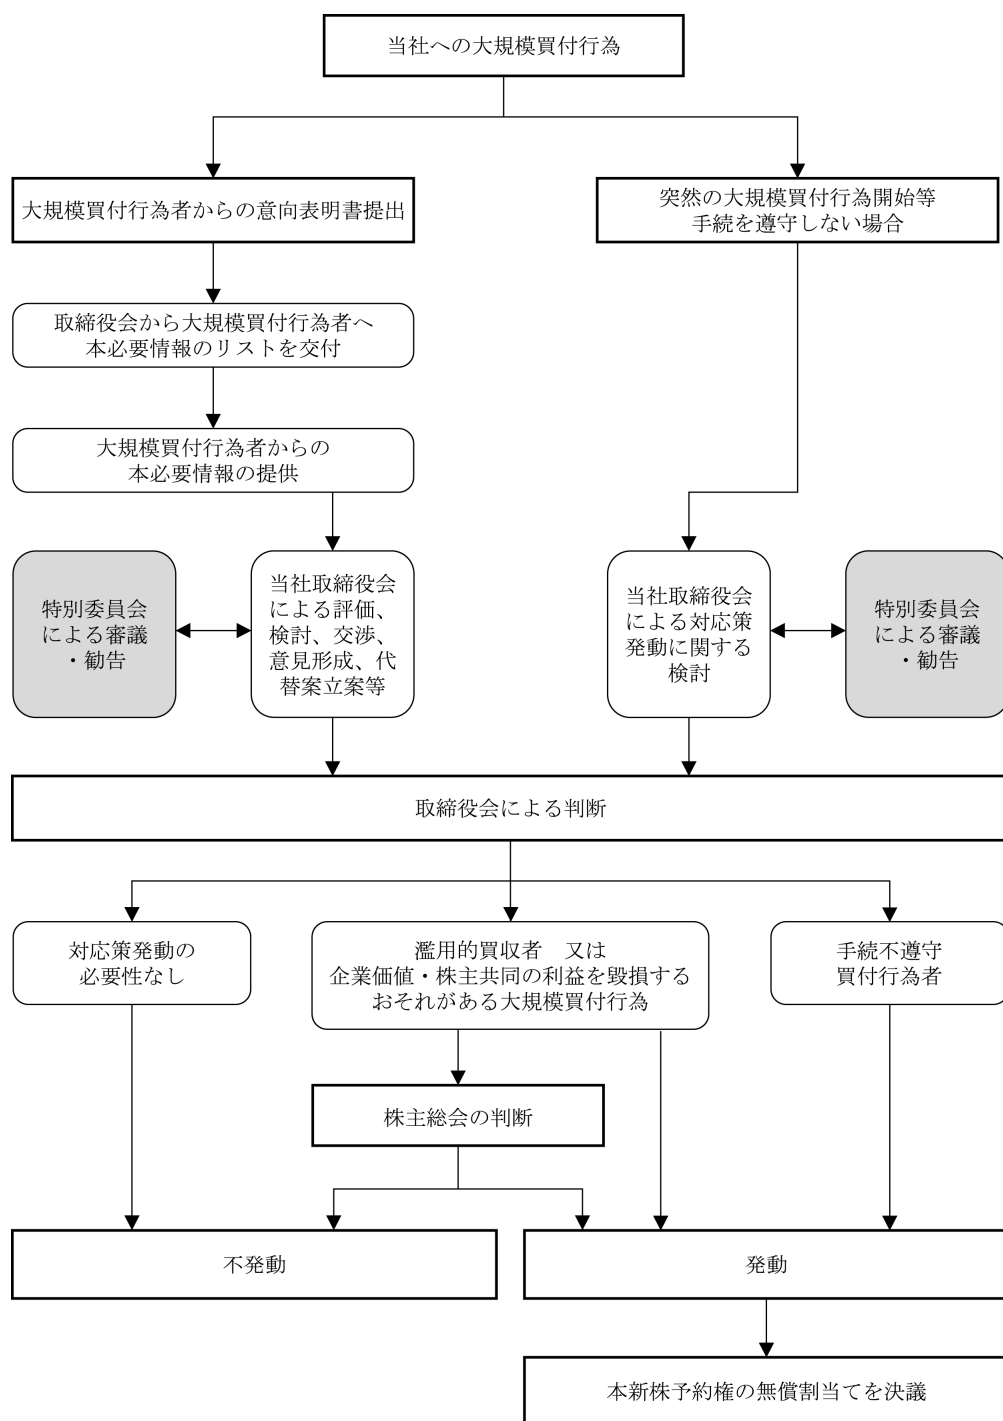 当社への大規模買付行為
大規模買付行為者からの意向表明書提出
突然の大規模買付行為開始等
手続を遵守しない場合
取締役会から大規模買付行為者へ
本必要情報のリストを交付
大規模買付行為者からの
本必要情報の提供
特別委員会
による審議
・勧告
当社取締役会
による評価、
検討、交渉、
意見形成、代
替案立案等
当社取締役会
による対応策
発動に関する
検討
特別委員会
による審議
・勧告
取締役会による判断
対応策発動の
必要性なし
濫用的買収者　又は
企業価値・株主共同の利益を毀損する
おそれがある大規模買付行為
手続不遵守
買付行為者
株主総会の判断
不発動
発動
本新株予約権の無償割当てを決議